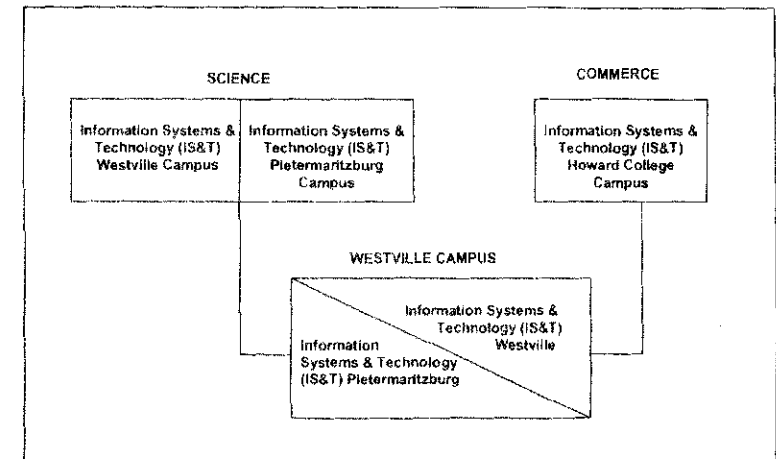 SCIENCE
COMMERCE
Information Systems &
Technology (IS&T)
Westville Campus
Information Systems &
Technology (IS&T)
Pietermaritzburg
Campus
Information Systems &
Technology (IS&T)
Howard College
Campus
WESTVILLE CAMPUS
Information Systems &
Technology (IS&T)
Westville
Information
Systems & Technology
(IS&T) Pietermaritzburg